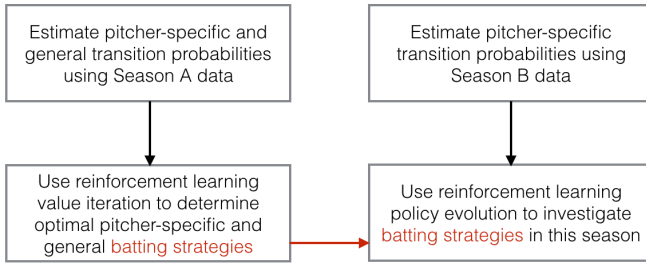 Estimate pitcher-specific and
general transition probabilities
using Season A data
Estimate pitcher-specific
transition probabilities using
Season B data
Use reinforcement learning
value iteration to determine
optimal pitcher-specific and
general batting strategies
Use reinforcement learning
policy evolution to investigate
batting strategies in this season